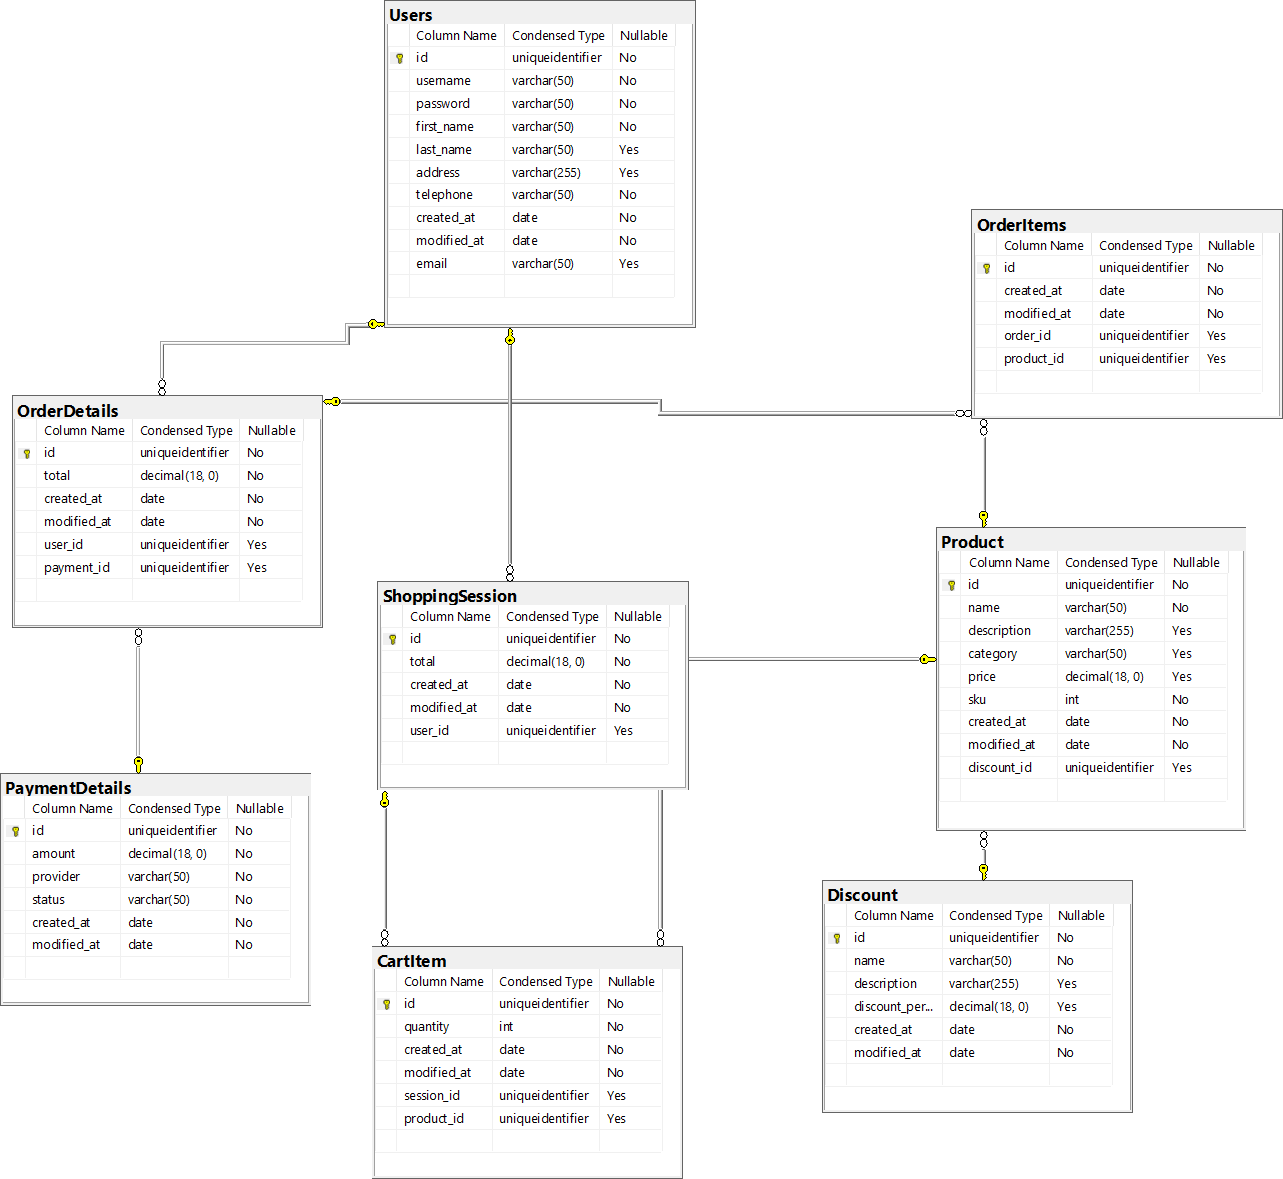 Users
Column Name Condensed Type Nullable
id uniqueidentifier No
username varchar(50) No
password varchar(50) No
first_name varchar(50) No
last_name varchar(50) Yes
address varchar(255) Yes
telephone varchar(50) No
created_at date No
modified_at date No
email varchar(50) Yes
OrderItems
Column Name Condensed Type Nullable
id uniqueidentifier No
created_at date No
modified_at date No
order_id uniqueidentifier Yes
product_id uniqueidentifier Yes
OrderDetails
Column Name Condensed Type Nullable
id uniqueidentifier No
total decimal(18, 0) No
created_at date No
modified_at date No
user_id uniqueidentifier Yes
payment_id uniqueidentifier Yes
Product
Column Name Condensed Type Nullable
id uniqueidentifier No
name varchar(50) No
description varchar(255) Yes
category varchar(50) Yes
price decimal(18, 0) Yes
sku int No
created_at date No
modified_at date No
discount_id uniqueidentifier Yes
ShoppingSession
Column Name Condensed Type Nullable
id uniqueidentifier No
total decimal(18, 0) No
created_at date No
modified_at date No
user_id uniqueidentifier Yes
PaymentDetails
Column Name Condensed Type Nullable
id uniqueidentifier No
amount decimal(18, 0) No
provider varchar(50) No
status varchar(50) No
created_at date No
modified_at date No
Discount
Column Name Condensed Type Nullable
id uniqueidentifier No
name varchar(50) No
description varchar(255) Yes
discount_per... decimal(18, 0) Yes
created_at date No
modified_at date No
CartItem
Column Name Condensed Type Nullable
id uniqueidentifier No
quantity int No
created_at date No
modified_at date No
session_id uniqueidentifier Yes
product_id uniqueidentifier Yes